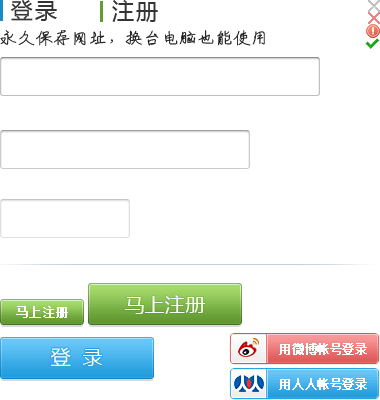 登录 注册
永久保存网址，换台电脑也能使用
马上注册 马上注册
登 录
用微博帐号登录
用人人帐号登录